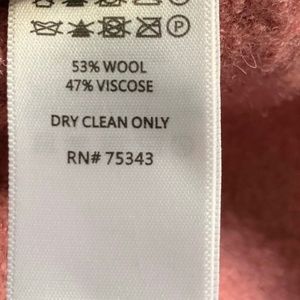 53% WOOL
47% VISCOSE
DRY CLEAN ONLY
RN# 75343